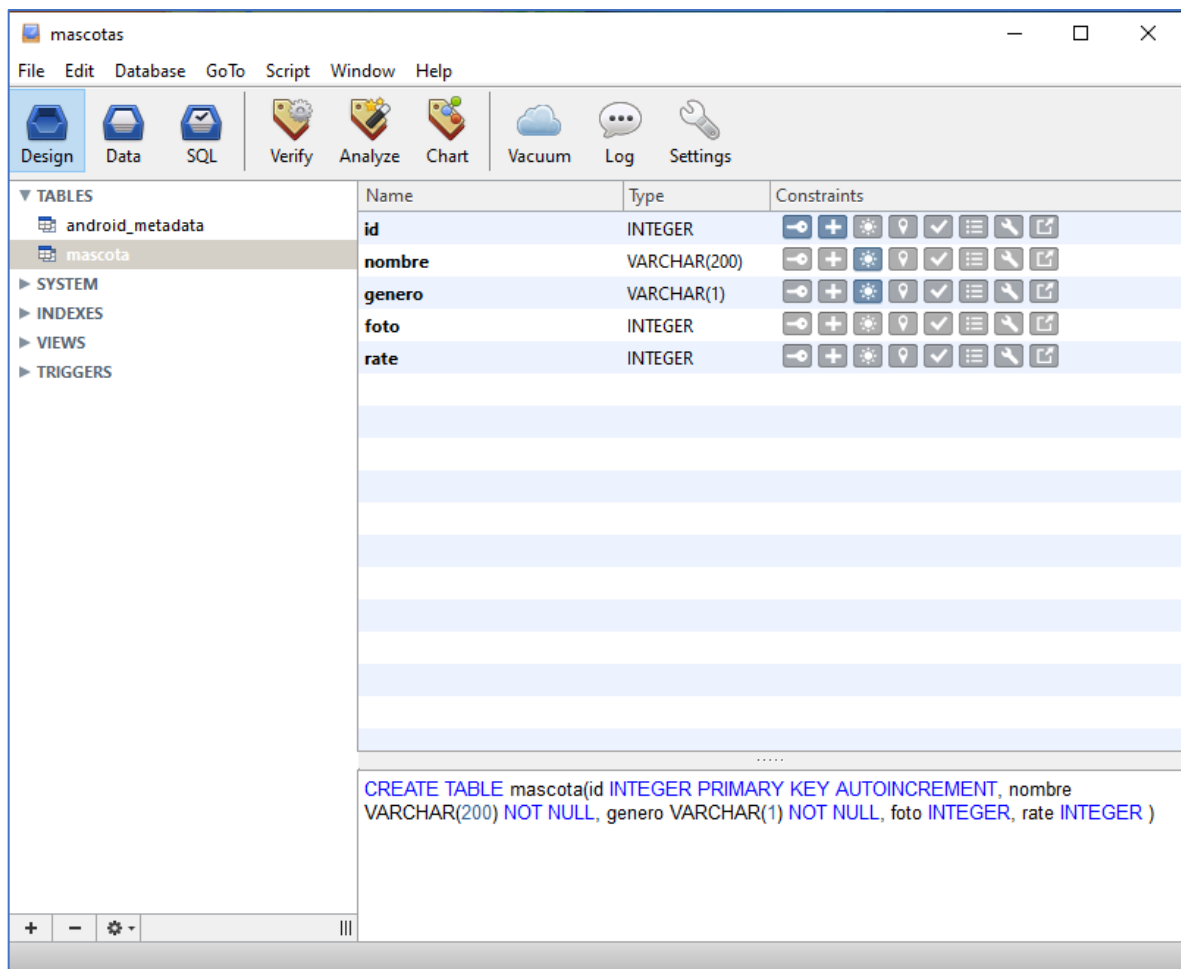 mascotas
File Edit Database GoTo Script Window Help
Design Data SQL Verify Analyze Chart Vacuum Log Settings
TABLES
android_metadata
mascota
SYSTEM
INDEXES
VIEWS
TRIGGERS
Name Type Constraints
id INTEGER
nombre VARCHAR(200)
genero VARCHAR(1)
foto INTEGER
rate INTEGER
CREATE TABLE mascota(id INTEGER PRIMARY KEY AUTOINCREMENT, nombre
VARCHAR(200) NOT NULL, genero VARCHAR(1) NOT NULL, foto INTEGER, rate INTEGER )